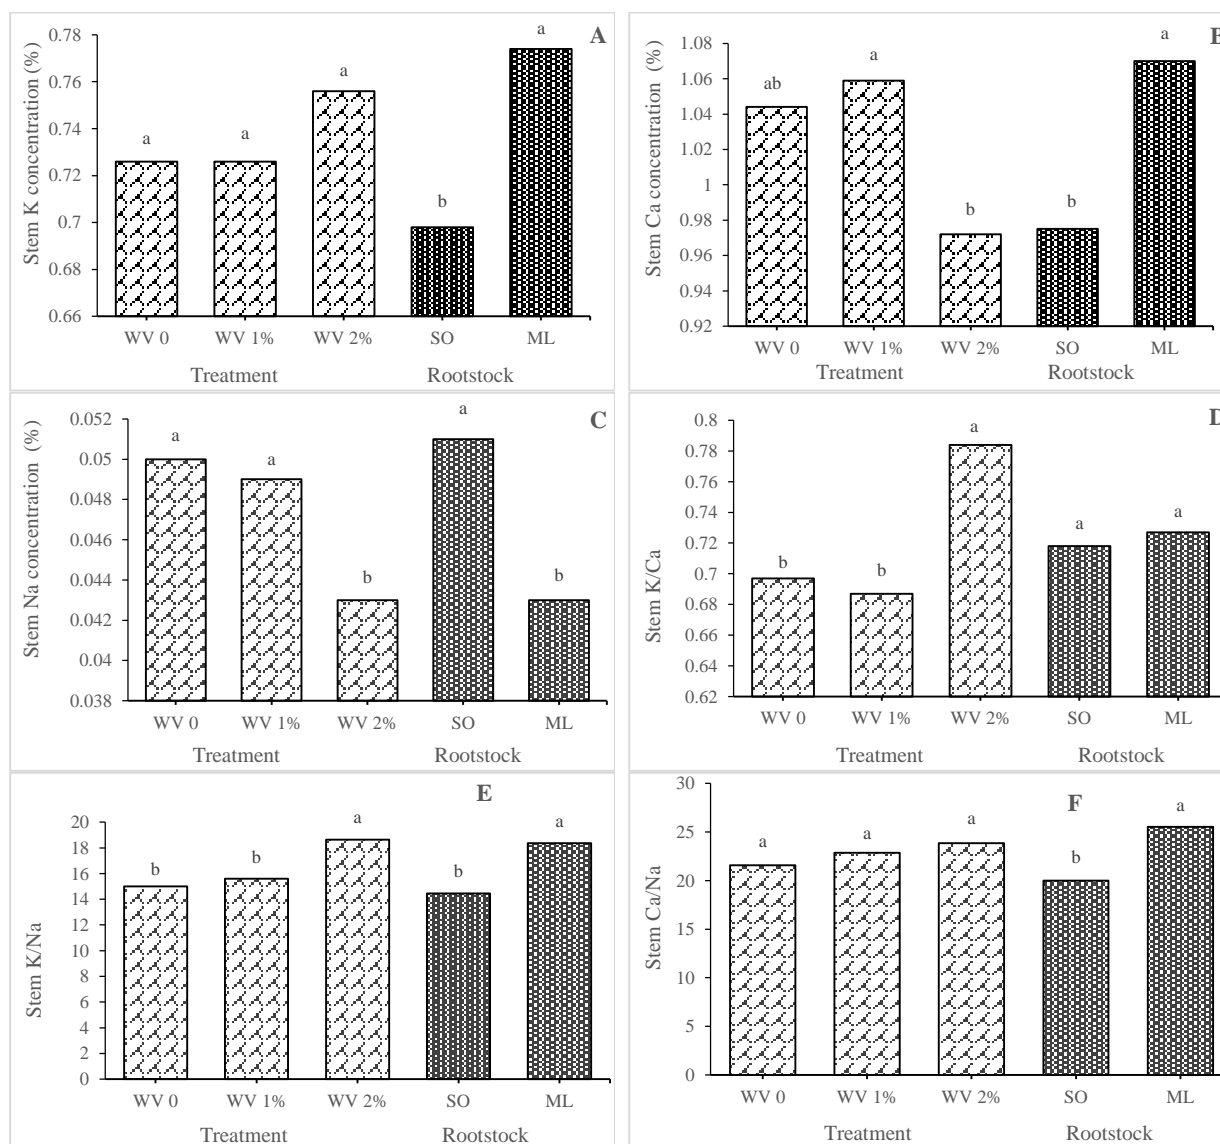 A
Stem K concentration (%)
0.78
0.76
0.74
0.72
0.7
0.68
0.66
a
a
a
b
a
WV 0
WV 1%
WV 2%
SO
ML
Treatment
Rootstock
B
Stem Ca concentration (%)
1.08
1.06
1.04
1.02
1
0.98
0.96
0.94
0.92
ab
a
b
b
a
WV 0
WV 1%
WV 2%
SO
ML
Treatment
Rootstock
C
Stem Na concentration (%)
0.052
0.05
0.048
0.046
0.044
0.042
0.04
0.038
a
a
b
a
b
WV 0
WV 1%
WV 2%
SO
ML
Treatment
Rootstock
D
Stem K/Ca
0.8
0.78
0.76
0.74
0.72
0.7
0.68
0.66
0.64
0.62
b
b
a
a
a
WV 0
WV 1%
WV 2%
SO
ML
Treatment
Rootstock
E
Stem K/Na
20
18
16
14
12
10
8
6
4
2
0
b
b
a
b
a
WV 0
WV 1%
WV 2%
SO
ML
Treatment
Rootstock
F
Stem Ca/Na
30
25
20
15
10
5
0
a
a
a
b
a
WV 0
WV 1%
WV 2%
SO
ML
Treatment
Rootstock